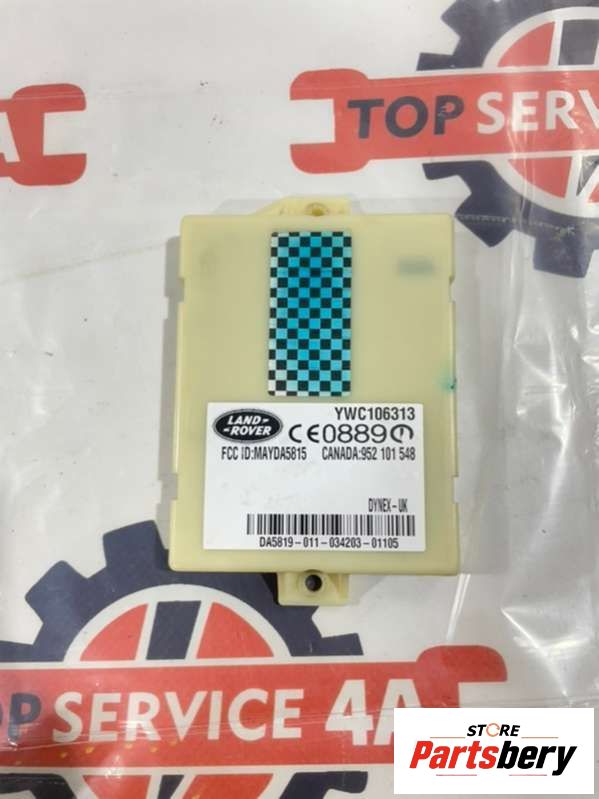 TOP SERVICE
A
LAND-
-ROVER
YWC106313
CE0889
FCC ID:MAYDA5815 CANADA:952 101 548
DYNEX-UK
DA5819-011-034203-01105
TOP SERVICE 4A
STORE
Partsbery